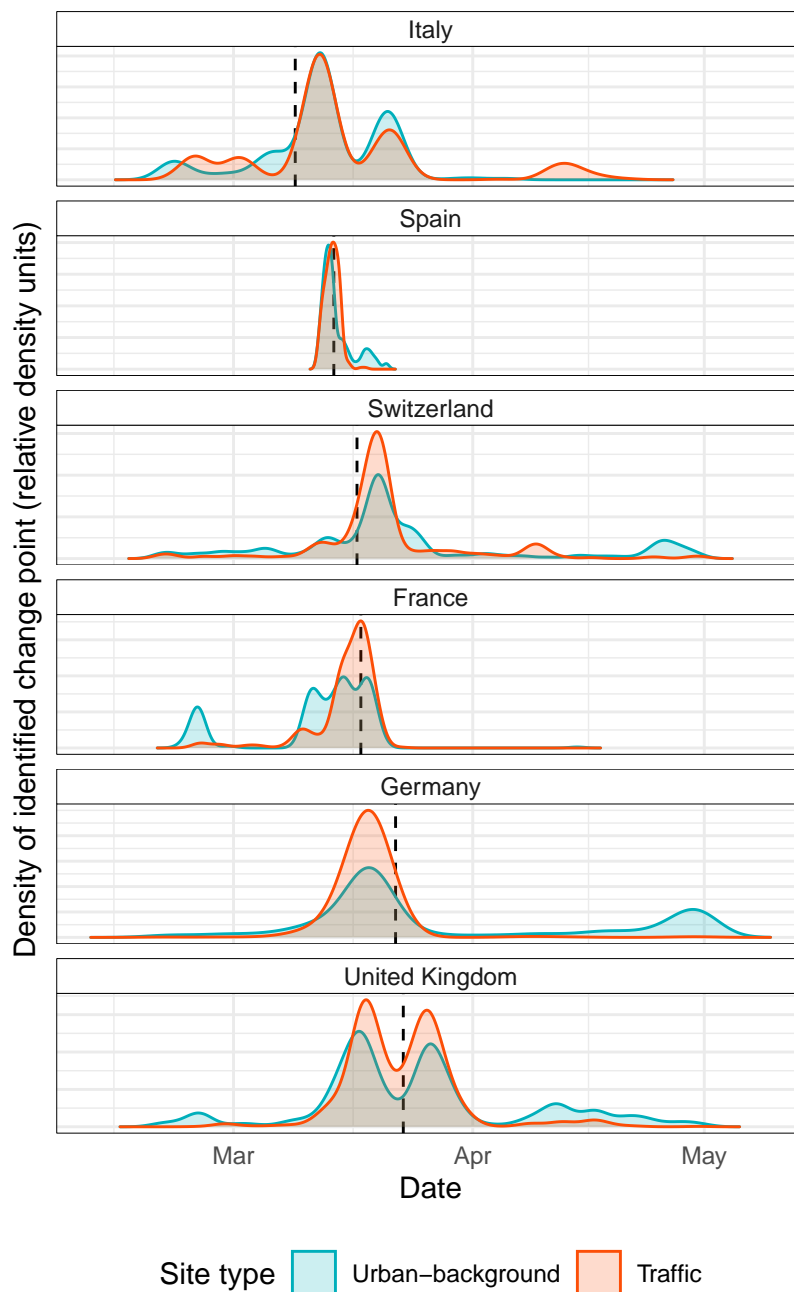 Italy
Spain
Switzerland
France
Germany
United Kingdom
Density of identified change point (relative density units)
Mar Apr May
Date
Site type Urban−background Traffic